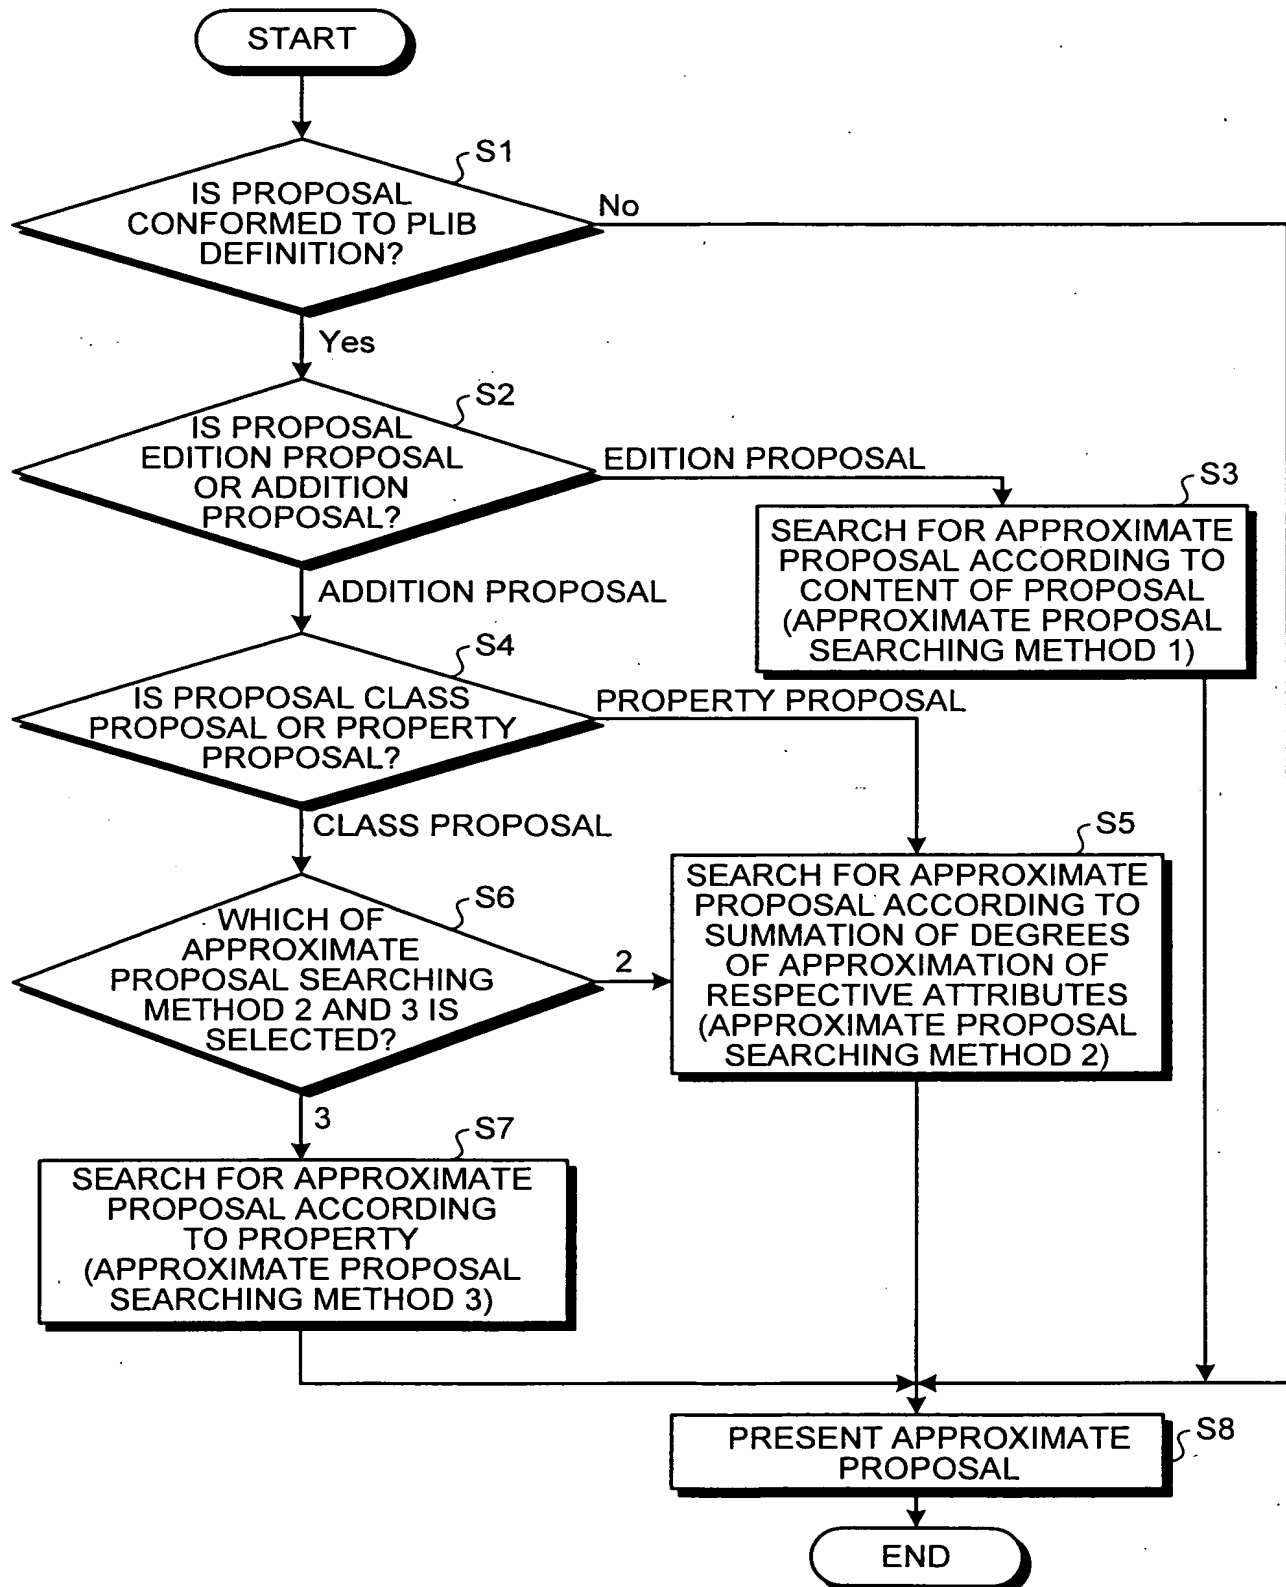 START
S1
IS PROPOSAL
CONFORMED TO PLIB
DEFINITION?
No
Yes
S2
IS PROPOSAL
EDITION PROPOSAL
OR ADDITION
PROPOSAL?
EDITION PROPOSAL
S3
SEARCH FOR APPROXIMATE
PROPOSAL ACCORDING TO
CONTENT OF PROPOSAL
(APPROXIMATE PROPOSAL
SEARCHING METHOD 1)
ADDITION PROPOSAL
S4
IS PROPOSAL CLASS
PROPOSAL OR PROPERTY
PROPOSAL?
PROPERTY PROPOSAL
CLASS PROPOSAL
S5
SEARCH FOR APPROXIMATE
PROPOSAL ACCORDING TO
SUMMATION OF DEGREES
OF APPROXIMATION OF
RESPECTIVE ATTRIBUTES
(APPROXIMATE PROPOSAL
SEARCHING METHOD 2)
S6
WHICH OF
APPROXIMATE
PROPOSAL SEARCHING
METHOD 2 AND 3 IS
SELECTED?
2
3
S7
SEARCH FOR APPROXIMATE
PROPOSAL ACCORDING
TO PROPERTY
(APPROXIMATE PROPOSAL
SEARCHING METHOD 3)
S8
PRESENT APPROXIMATE
PROPOSAL
END